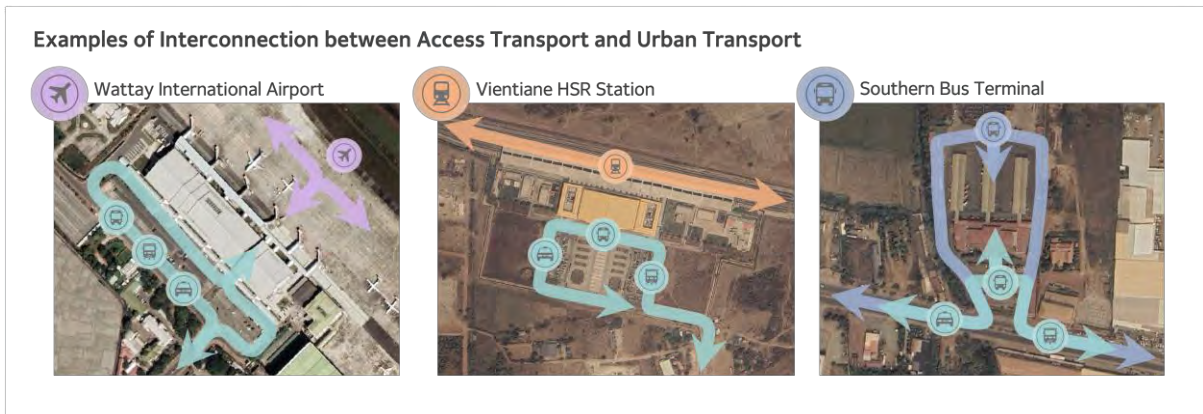 Examples of Interconnection between Access Transport and Urban Transport
Wattay International Airport
Vientiane HSR Station
Southern Bus Terminal